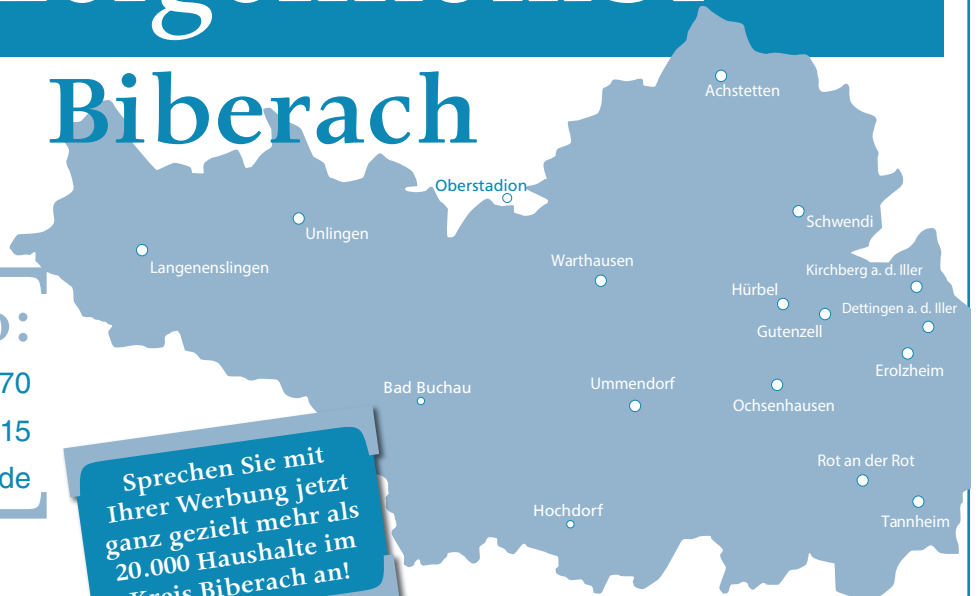 Biberach
Achstetten
Oberstadion
Schwendi
Unlingen
Warthausen
Langenenslingen
Kirchberg a. d. Iller
Hürbel
Dettingen a. d. Iller
Gutenzell
Erolzheim
70
Bad Buchau
Ummendorf
Ochsenhausen
15
Rot an der Rot
de
Sprechen Sie mit
Ihrer Werbung jetzt
ganz gezielt mehr als
20.000 Haushalte im
Kreis Biberach an!
Hochdorf
Tannheim